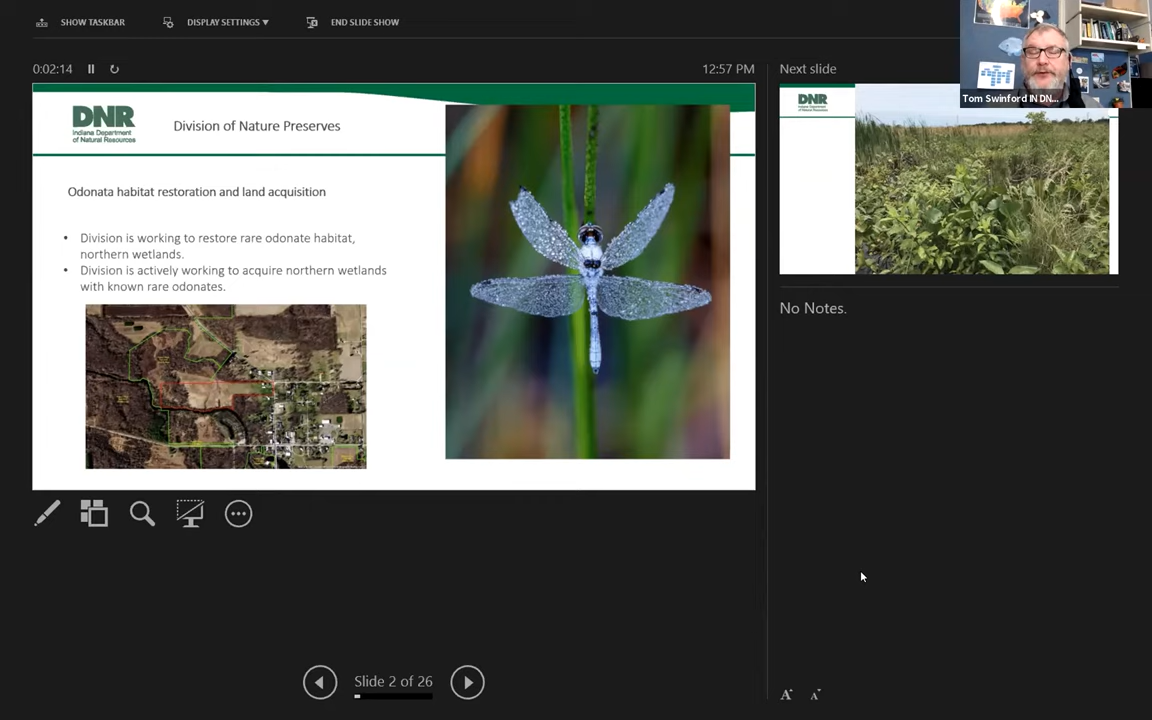 SHOW TASKBAR
DISPLAY SETTINGS
END SLIDE SHOW
0:02:14
12:57 PM
Next slide
Tom Swinford IN DN...
DNR
Indiana Department
of Natural Resources
Division of Nature Preserves
Odonata habitat restoration and land acquisition
• Division is working to restore rare odonate habitat,
northern wetlands.
• Division is actively working to acquire northern wetlands
with known rare odonates.
DNR
No Notes.
Slide 2 of 26
A
A